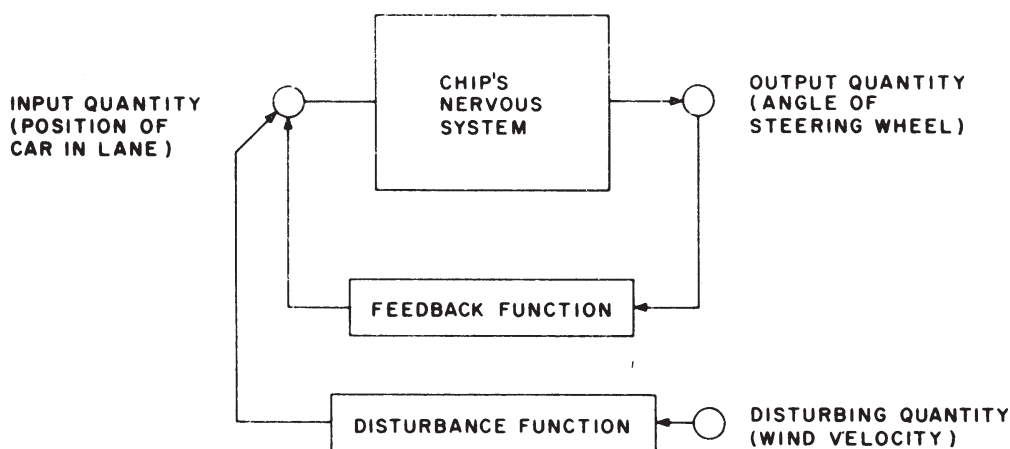 CHIP'S
NERVOUS
SYSTEM
INPUT QUANTITY
(POSITION OF
CAR IN LANE)
OUTPUT QUANTITY
(ANGLE OF
STEERING WHEEL)
FEEDBACK FUNCTION
DISTURBANCE FUNCTION
DISTURBING QUANTITY
(WIND VELOCITY)